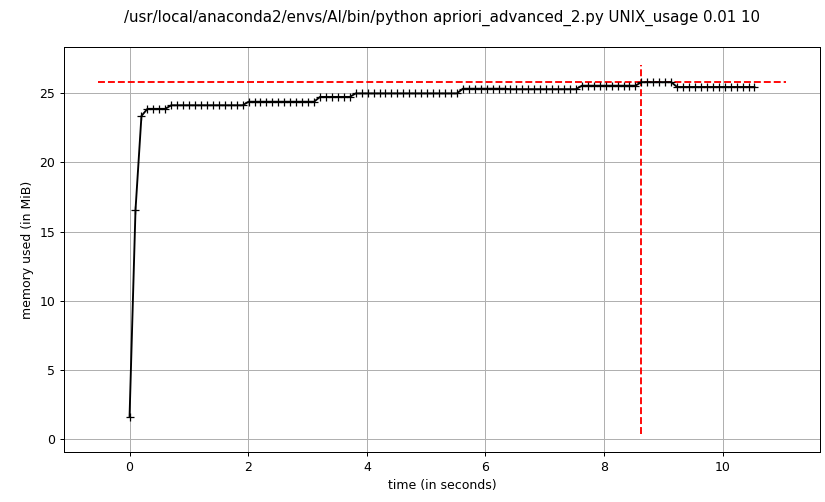 /usr/local/anaconda2/envs/AI/bin/python apriori_advanced_2.py UNIX_usage 0.01 10
memory used (in MiB)
25
20
15
10
5
0
0 2 4 6 8 10
time (in seconds)